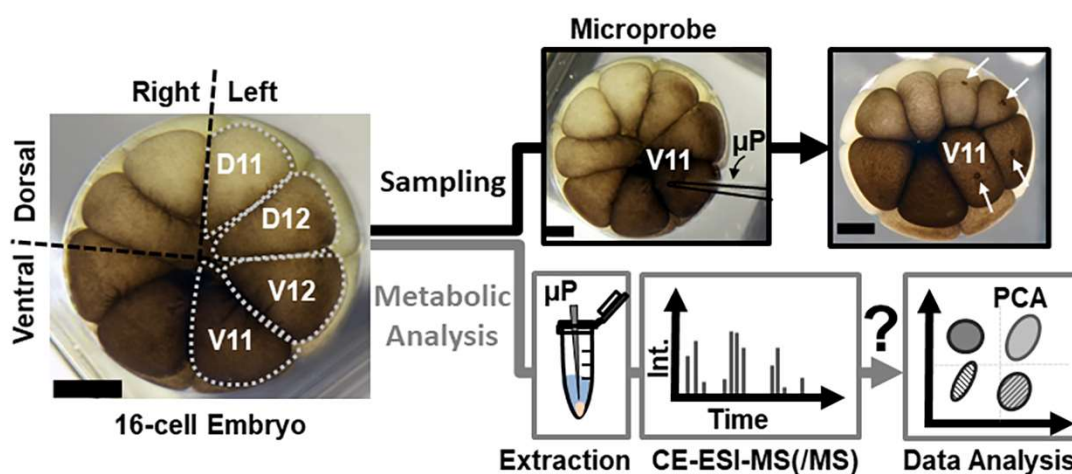 Microprobe
Right Left
Dorsal
Ventral
D11
D12
V12
V11
16-cell Embryo
Sampling
Metabolic
Analysis
V11
µP
V11
µP
Int.
Time
?
PCA
Extraction
CE-ESI-MS(/MS)
Data Analysis